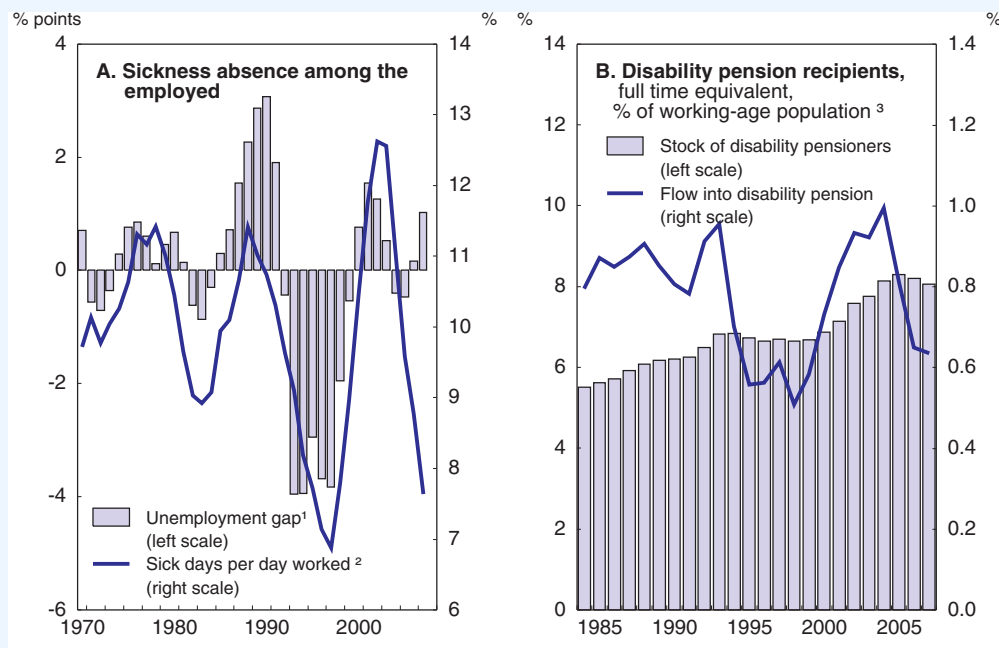 % points
%
%
%
A. Sickness absence among the
employed
4
2
0
-2
-4
-6
14
13
12
11
10
9
8
7
6
Unemployment gap¹
(left scale)
Sick days per day worked ²
(right scale)
1970 1980 1990 2000
B. Disability pension recipients,
full time equivalent,
% of working-age population ³
14
12
10
8
6
4
2
0
1.4
1.2
1.0
0.8
0.6
0.4
0.2
0.0
Stock of disability pensioners
(left scale)
Flow into disability pension
(right scale)
1985 1990 1995 2000 2005